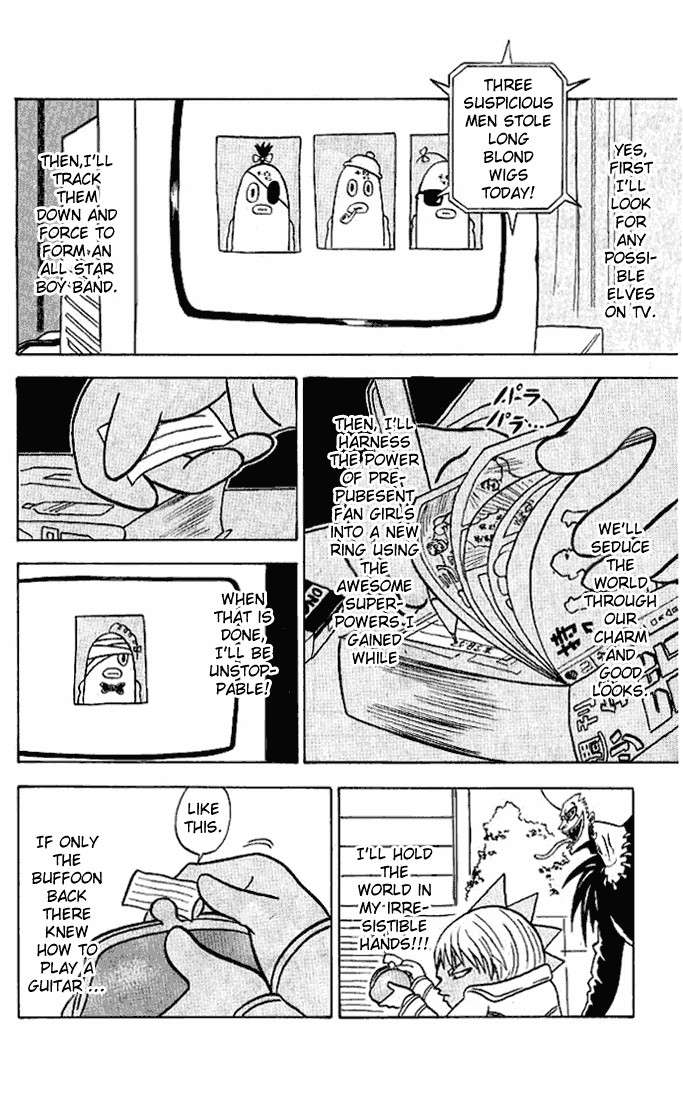 THREE
SUSPICIOUS
MEN STOLE
LONG
BLOND
WIGS
TODAY!
YES,
FIRST
I'LL
LOOK
FOR
ANY
POSSI-
BLE
ELVES
ON TV.
THEN,I'LL
TRACK
THEM
DOWN AND
FORCE TO
FORM AN
ALL STAR
BOY BAND.
パラ
パラ…
WE'LL
SEDUCE
THE
WORLD,
THROUGH
OUR
CHARM
AND
GOOD
LOOKS.
THEN, I'LL
HARNESS
THE POWER
OF PRE-
PUBESENT
FAN GIRLS
INTO A NEW
RING USING
THE
AWESOME
SUPER-
POWERS I
GAINED
WHILE
WHEN
THAT IS
DONE,
I'LL BE
UNSTOP-
PABLE!
I'LL HOLD
THE
WORLD IN
MY IRRE-
SISTIBLE
HANDS!!!
LIKE
THIS.
IF ONLY
THE
BUFFOON
BACK
THERE
KNEW
HOW TO
PLAY A
GUITAR ...